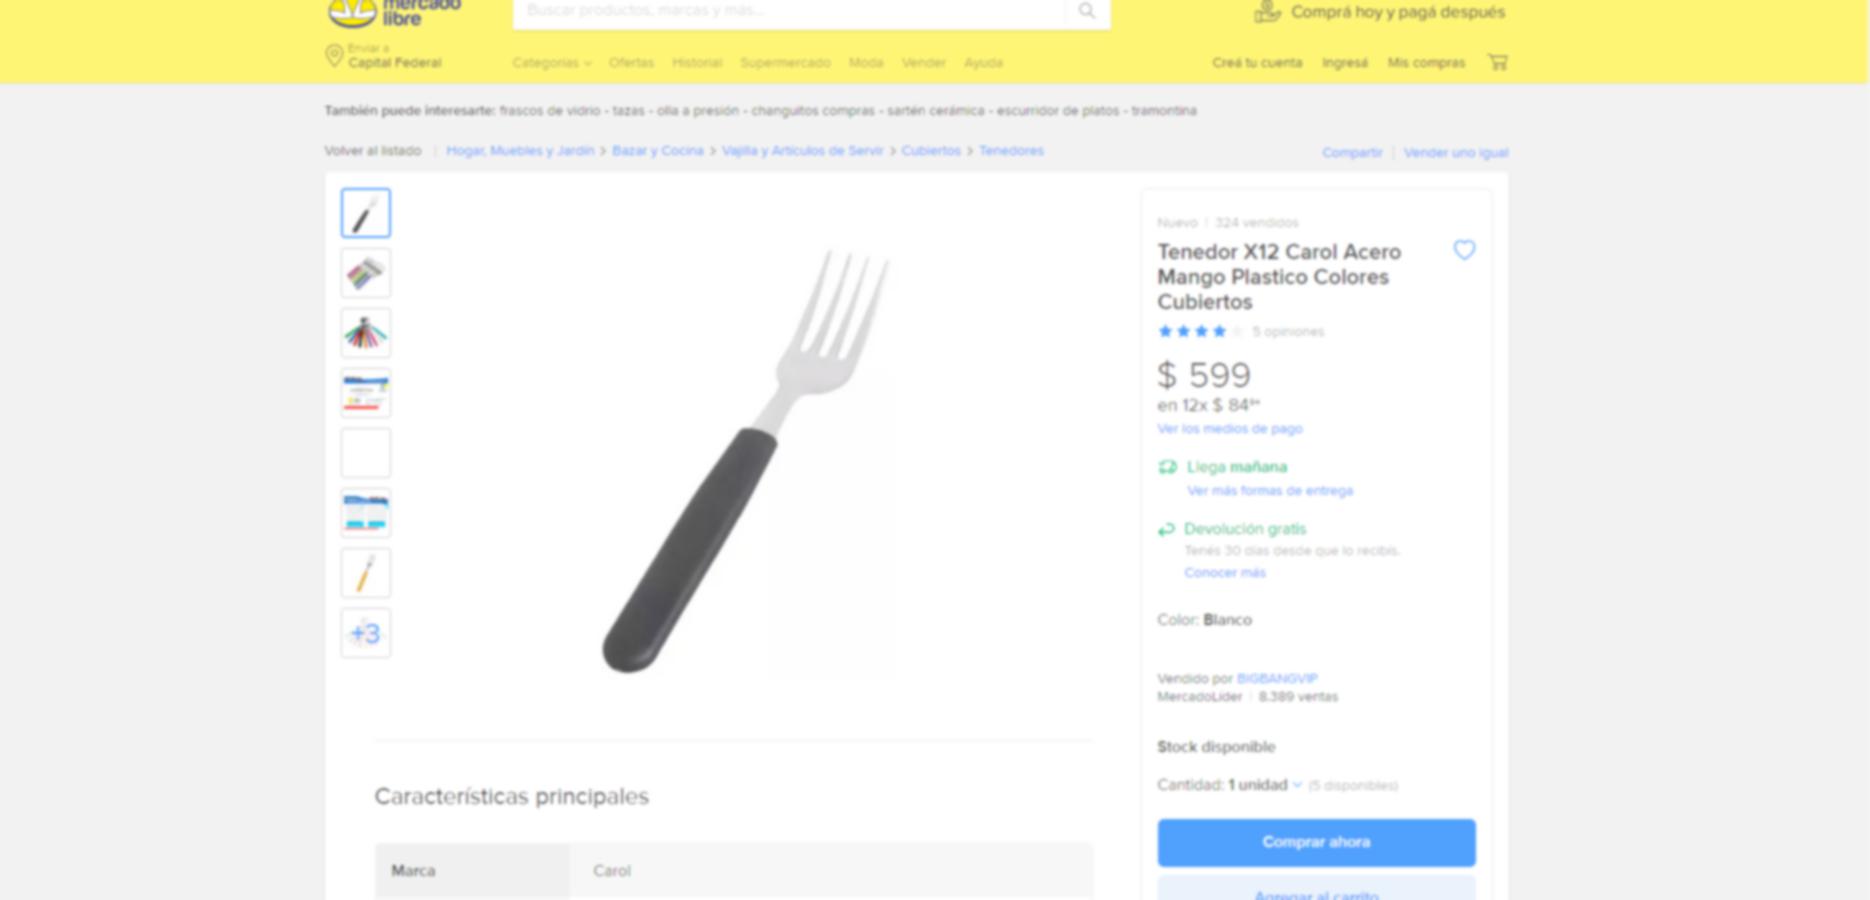 mercado
libre
Buscar productos, marcas y más...
Comprá hoy y pagá después
Enviar a
Capital Federal
Categorías Ofertas Historial Supermercado Moda Vender Ayuda
Creá tu cuenta Ingresá Mis compras
También puede interesarte: frascos de vidrio - tazas - olla a presión - changuitos compras - sartén cerámica - escurridor de platos - tramontina
Volver al listado | Hogar, Muebles y Jardín > Bazar y Cocina > Vajilla y Artículos de Servir > Cubiertos > Tenedores
Compartir | Vender uno igual
+3
Nuevo | 324 vendidos
Tenedor X12 Carol Acero
Mango Plastico Colores
Cubiertos
5 opiniones
$ 599
en 12x $ 84
Ver los medios de pago
Llega mañana
Ver más formas de entrega
Devolución gratis
Tenés 30 días desde que lo recibís.
Conocer más
Color: Blanco
Vendido por BIGBANGVIP
MercadoLíder | 8.389 ventas
Stock disponible
Cantidad: 1 unidad (5 disponibles)
Comprar ahora
Agregar al carrito
Características principales
Marca Carol